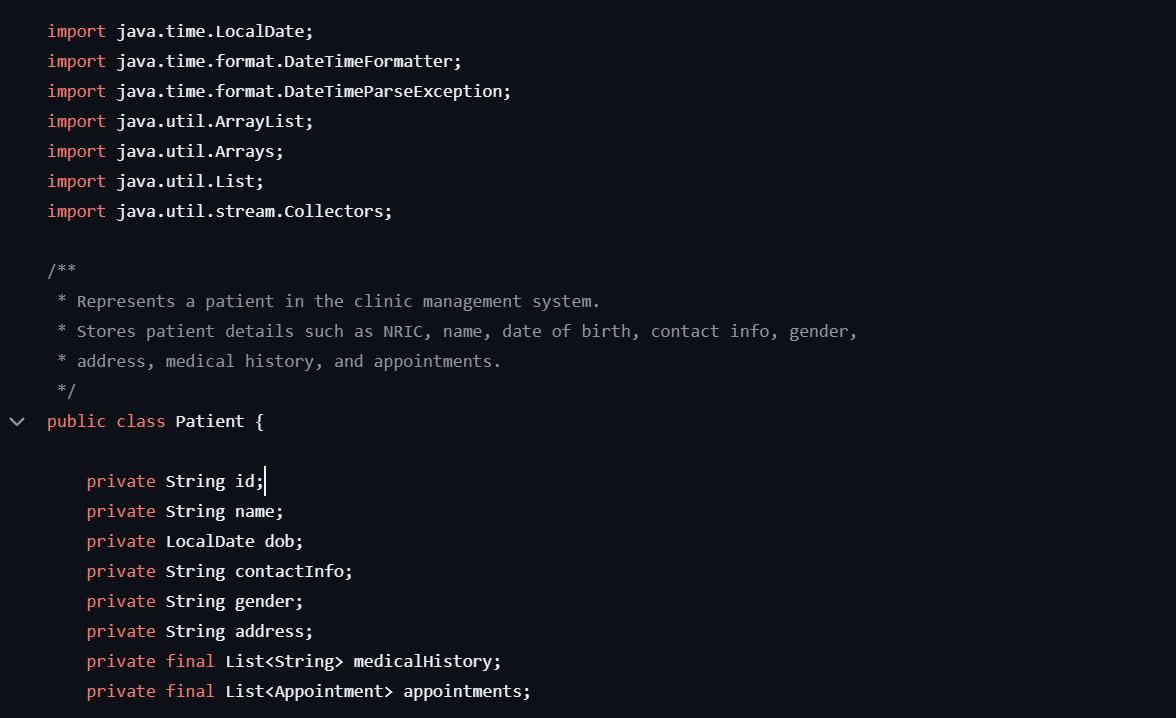 import java.time.LocalDate;
import java.time.format.DateTimeFormatter;
import java.time.format.DateTimeParseException;
import java.util.ArrayList;
import java.util.Arrays;
import java.util.List;
import java.util.stream.Collectors;

/**
 * Represents a patient in the clinic management system.
 * Stores patient details such as NRIC, name, date of birth, contact info, gender,
 * address, medical history, and appointments.
 */
public class Patient {

    private String id;
    private String name;
    private LocalDate dob;
    private String contactInfo;
    private String gender;
    private String address;
    private final List<String> medicalHistory;
    private final List<Appointment> appointments;